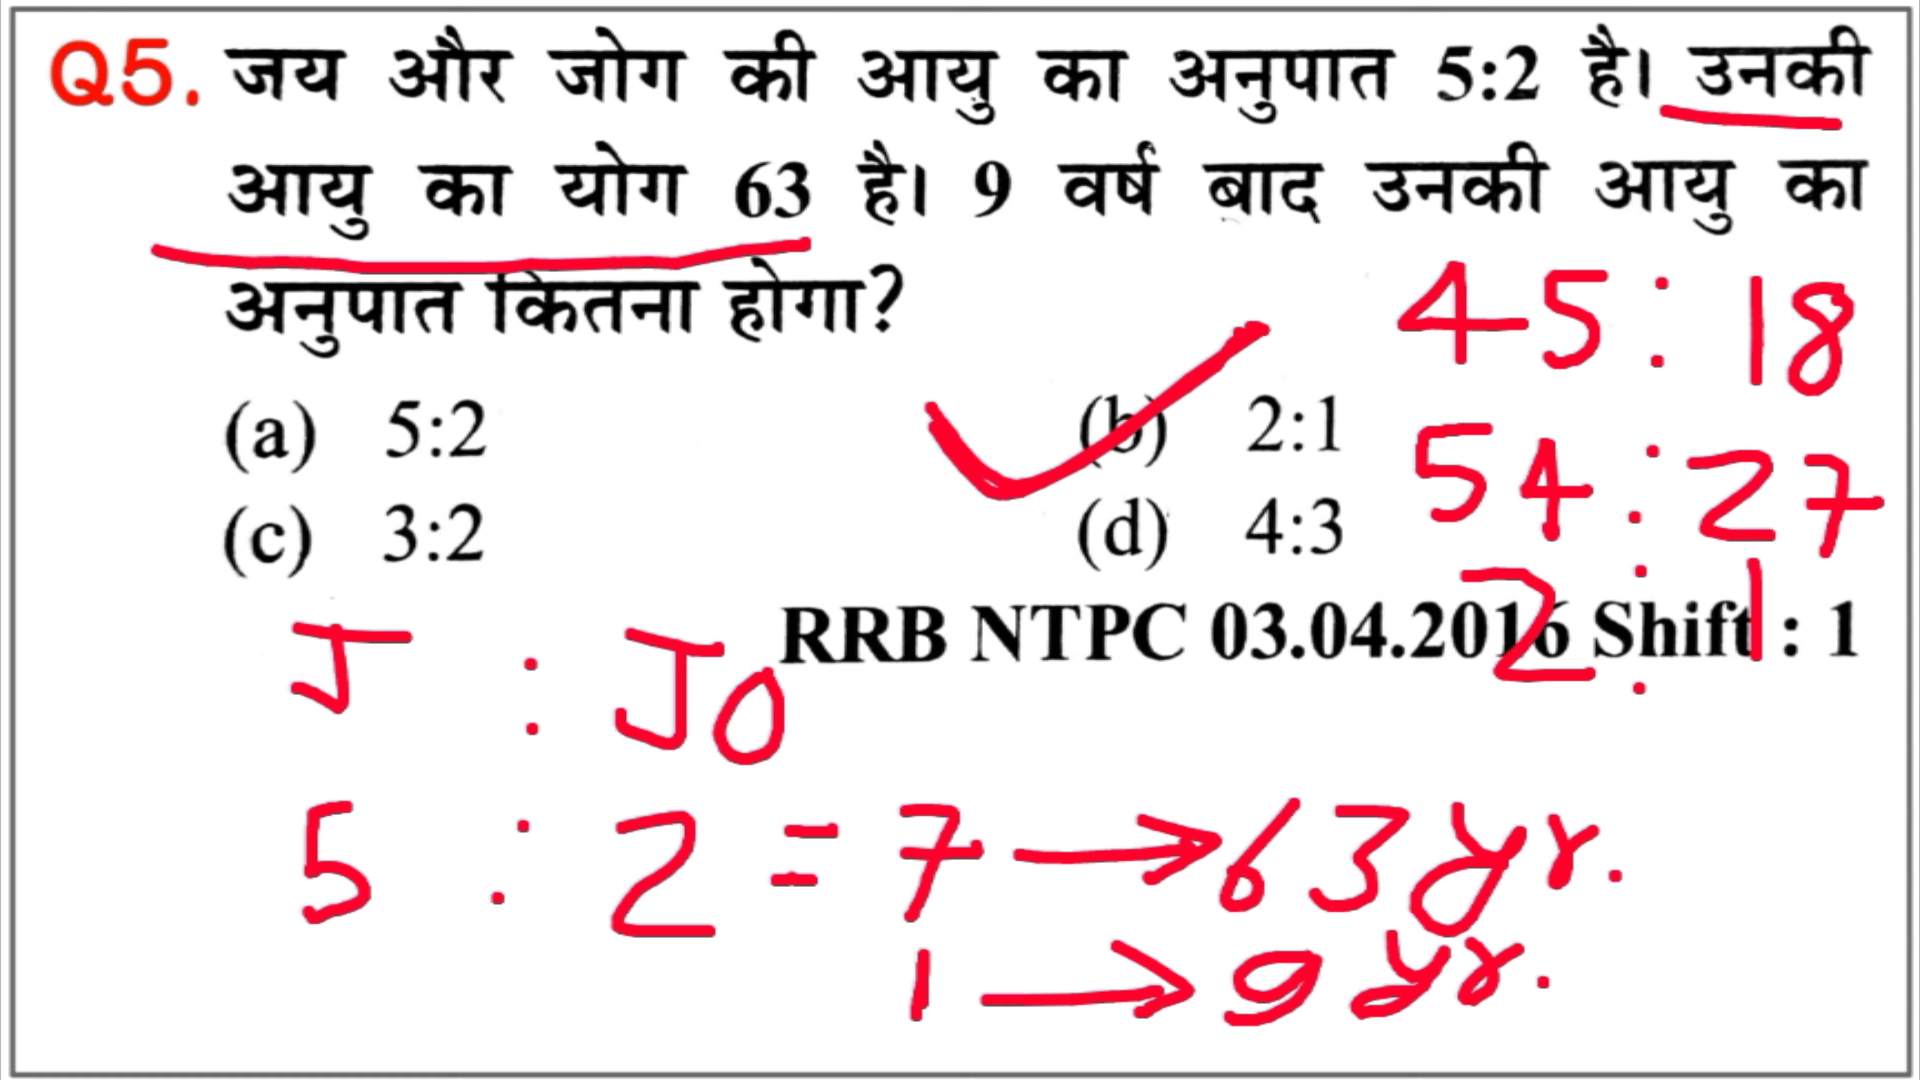 Q5. जय और जोग की आयु का अनुपात 5:2 है। उनकी
आयु का योग 63 है। 9 वर्ष बाद उनकी आयु का
अनुपात कितना होगा?
45:18
(a) 5:2 (b) 2:1
54:27
(c) 3:2 (d) 4:3
2:1
RRB NTPC 03.04.2016 Shift : 1
J : JO
5 : 2 = 7 → 63 yr.
1 → 9 yr.